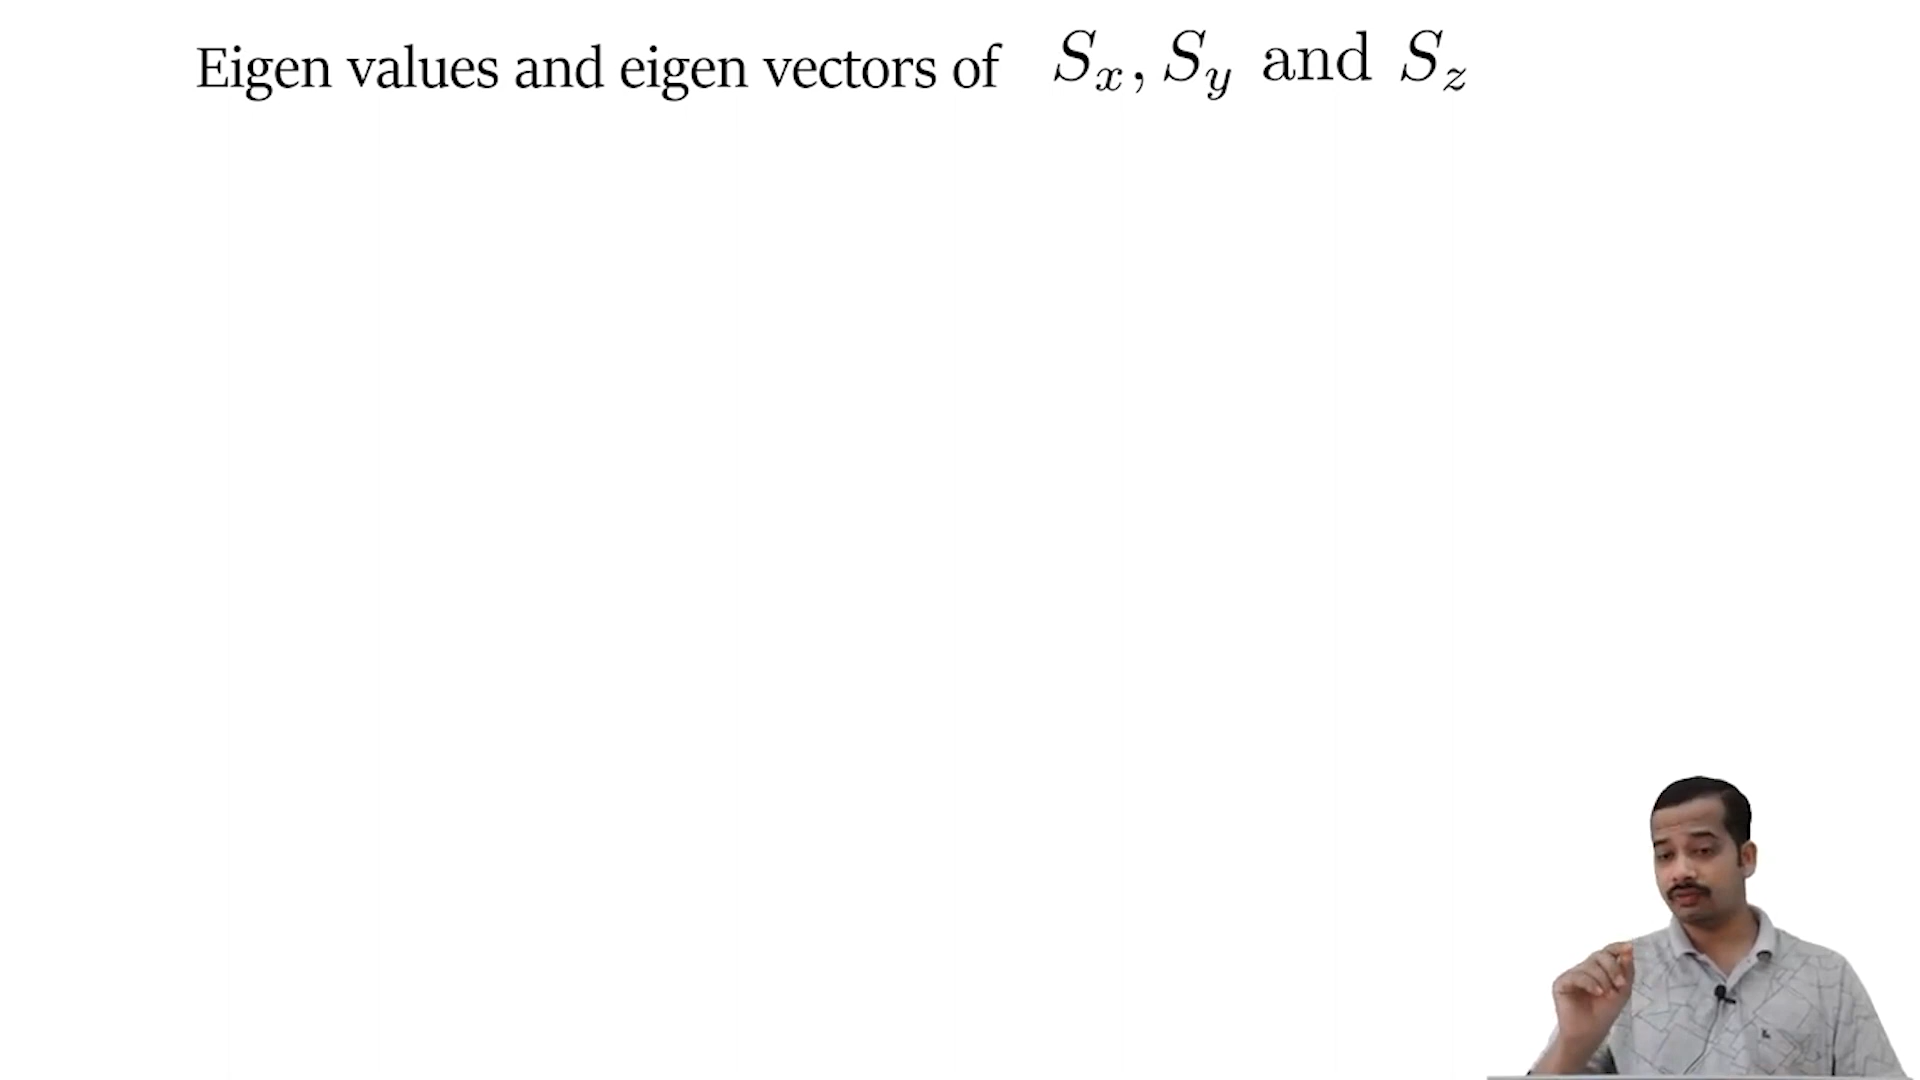 Eigen values and eigen vectors of S_x, S_y and S_z